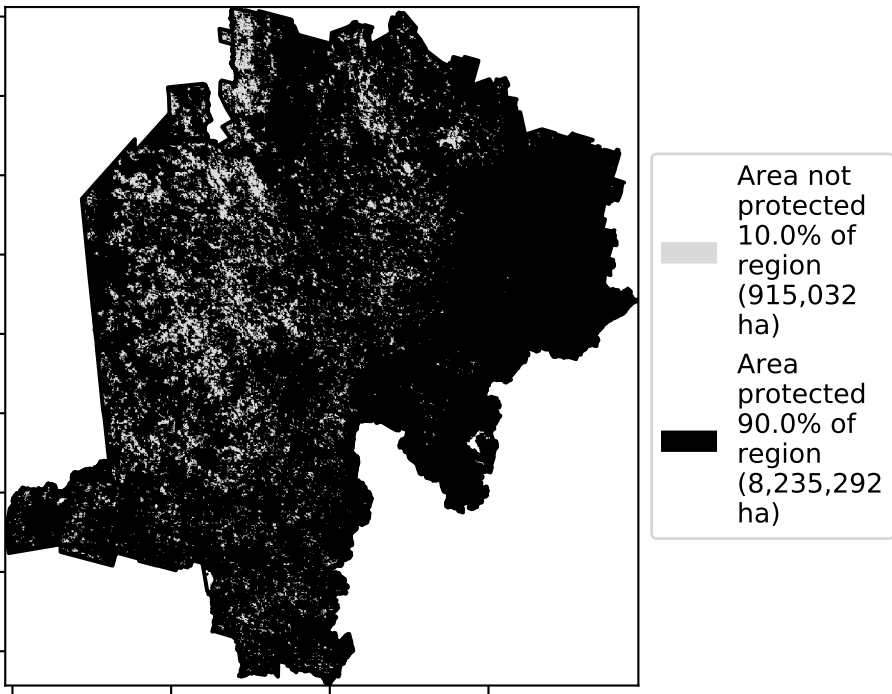 Area not
protected
10.0% of
region
(915,032
ha)
Area
protected
90.0% of
region
(8,235,292
ha)